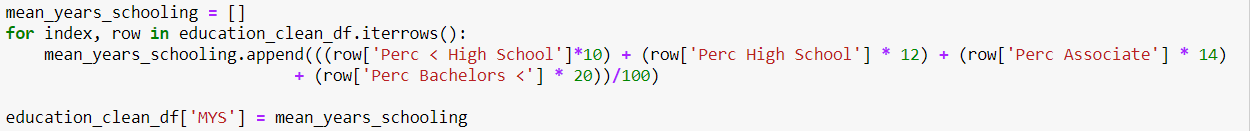 mean_years_schooling = []
for index, row in education_clean_df.iterrows():
    mean_years_schooling.append(((row['Perc < High School']*10) + (row['Perc High School'] * 12) + (row['Perc Associate'] * 14)
                            + (row['Perc Bachelors <'] * 20))/100)
education_clean_df['MYS'] = mean_years_schooling